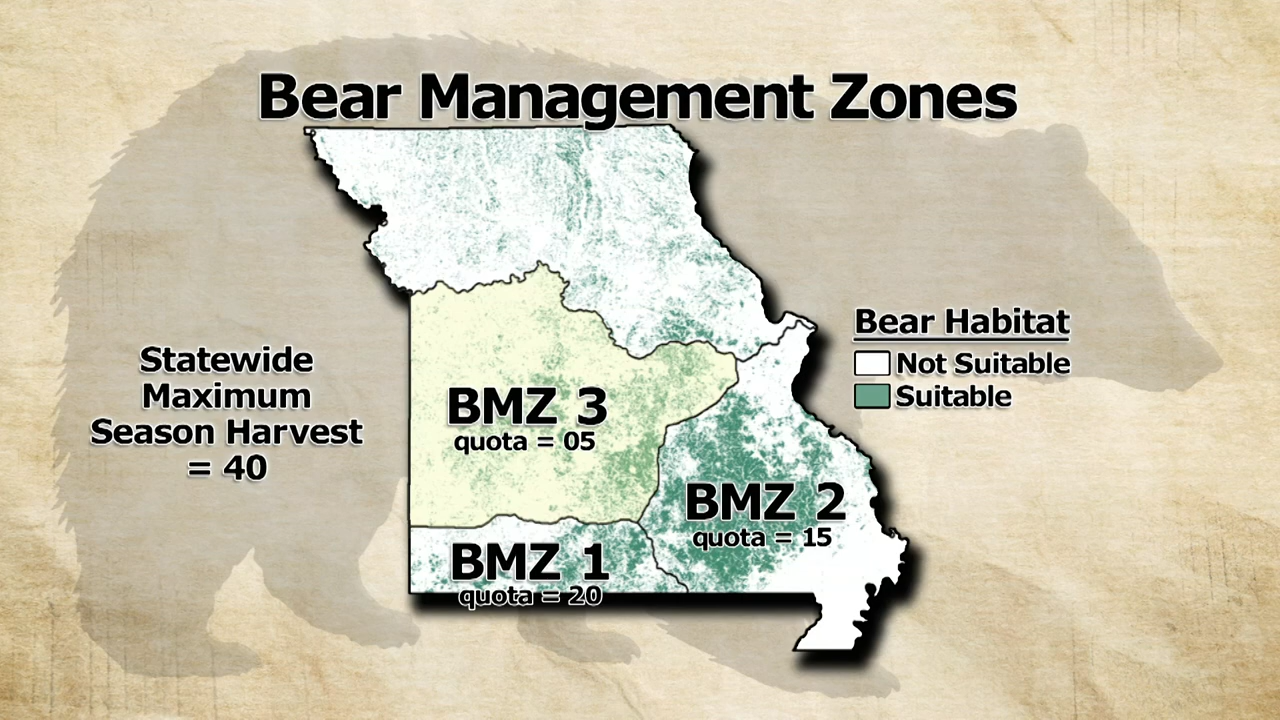 Bear Management Zones
Statewide
Maximum
Season Harvest
= 40
BMZ 3
quota = 05
BMZ 2
quota = 15
BMZ 1
quota = 20
Bear Habitat
Not Suitable
Suitable